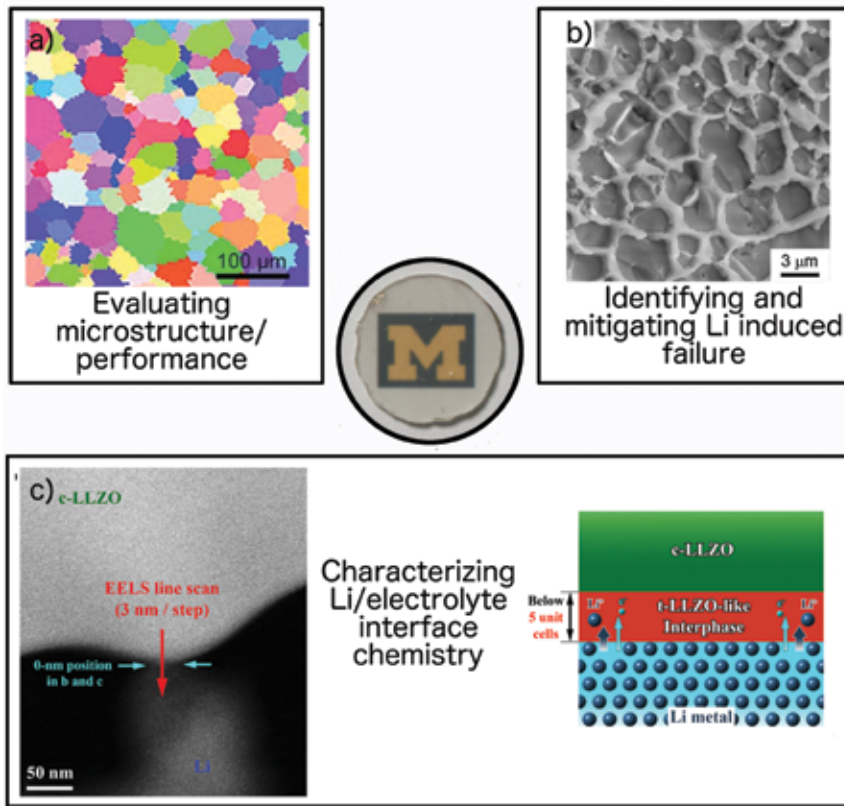 a)
100 µm
Evaluating
microstructure/
performance
b)
3 µm
Identifying and
mitigating Li induced
failure
M
c)
c-LLZO
EELS line scan
(3 nm / step)
0-nm position
in b and c
Li
50 nm
Characterizing
Li/electrolyte
interface
chemistry
c-LLZO
Below
5 unit
cells
Li⁺
e⁻
t-LLZO-like
Interphase
e⁻
Li⁺
Li metal